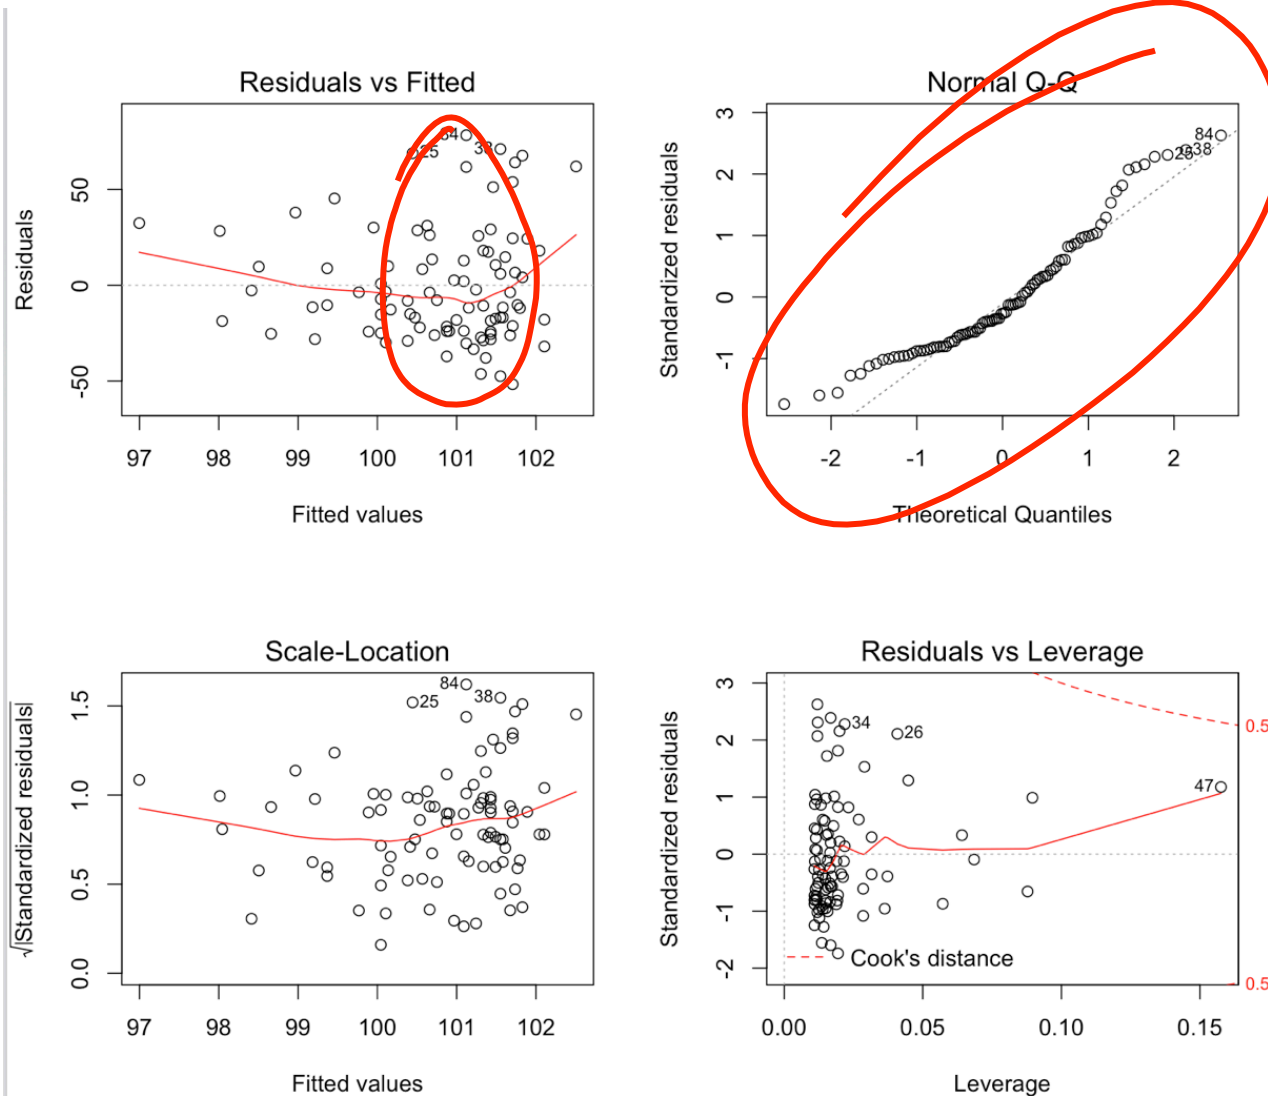 Residuals vs Fitted
Residuals
50
0
-50
84
38
25
97 98 99 100 101 102
Fitted values
Normal Q-Q
Standardized residuals
3
2
1
0
-1
84
2538
-2 -1 0 1 2
Theoretical Quantiles
Scale-Location
√|Standardized residuals|
1.5
1.0
0.5
0.0
84
38
25
97 98 99 100 101 102
Fitted values
Residuals vs Leverage
Standardized residuals
3
2
1
0
-1
-2
34
26
47
0.5
Cook's distance
0.5
0.00 0.05 0.10 0.15
Leverage